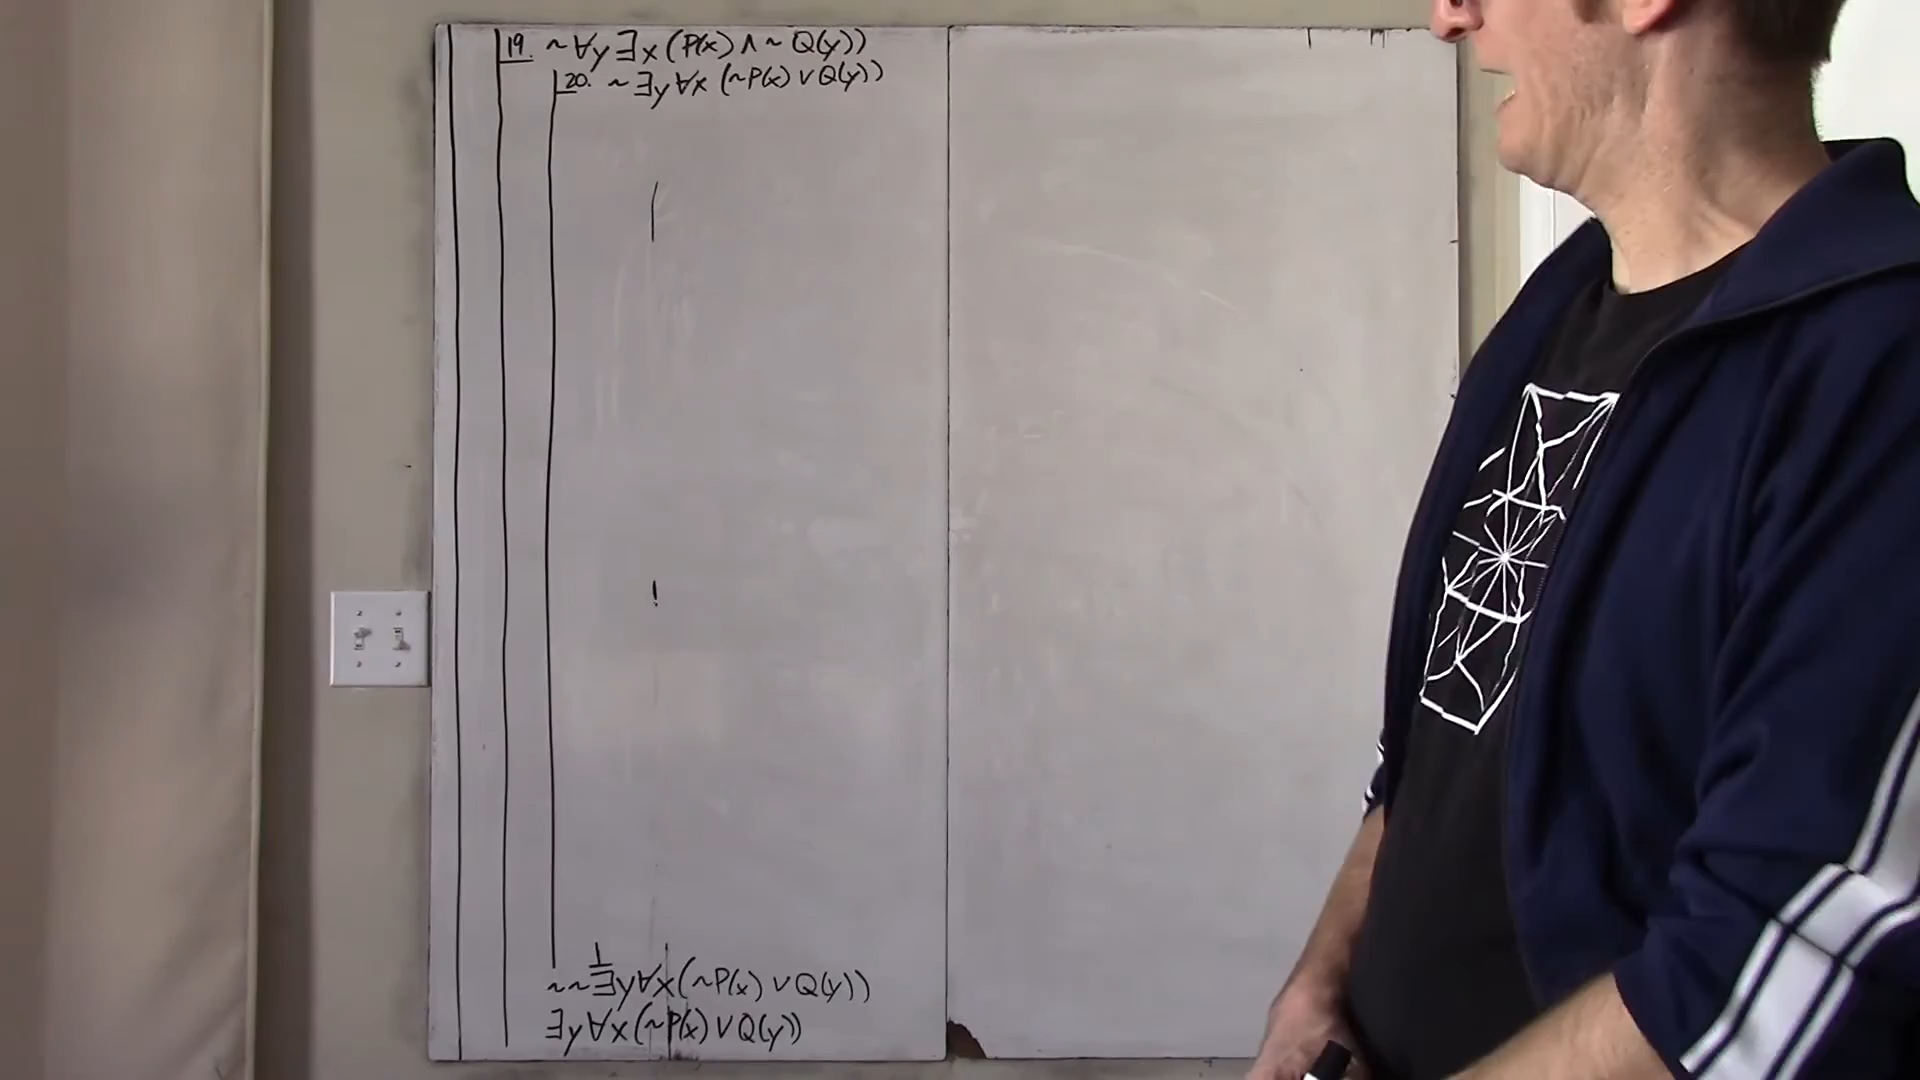 19. ~∀y∃x(P(x)∧~Q(y))
20. ~∃y∀x(~P(x)∨Q(y))
⊥
~~∃y∀x(~P(x)∨Q(y))
∃y∀x(~P(x)∨Q(y))